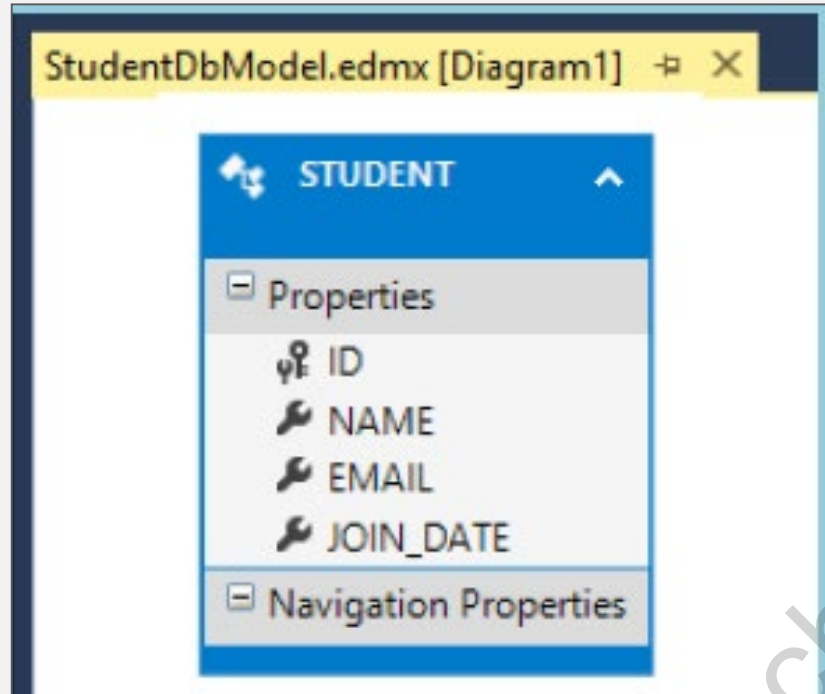 StudentDbModel.edmx [Diagram1]
STUDENT
Properties
ID
NAME
EMAIL
JOIN_DATE
Navigation Properties